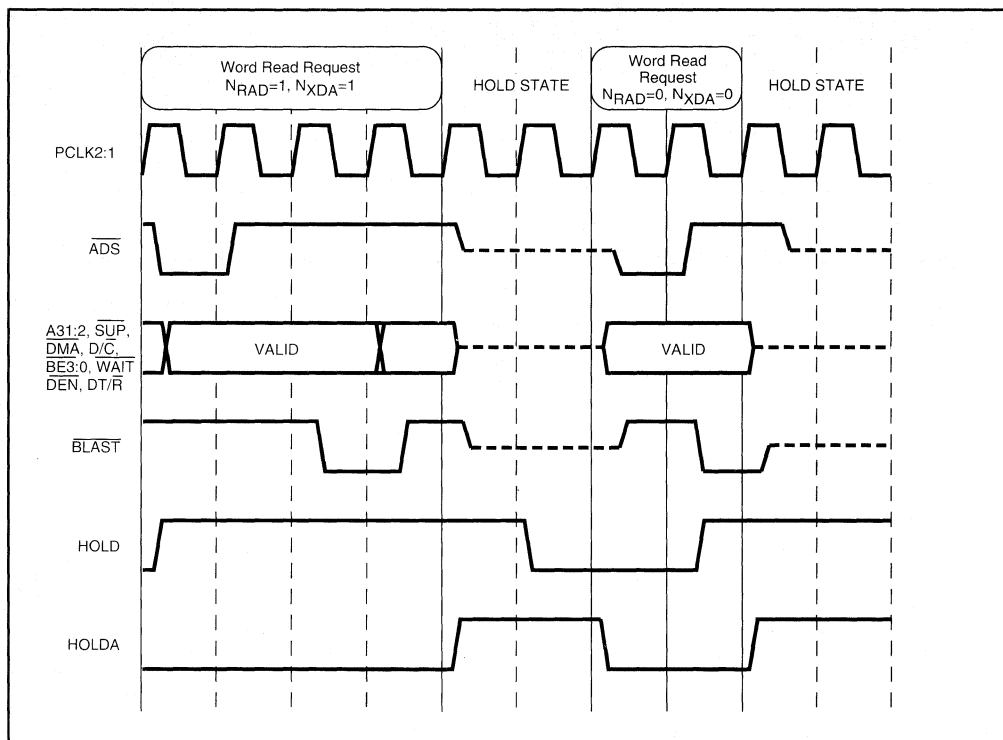 Word Read Request
NRAD=1, NXDA=1
HOLD STATE
Word Read
Request
NRAD=0, NXDA=0
HOLD STATE
PCLK2:1
ADS
A31:2, SUP,
DMA, D/C,
BE3:0, WAIT
DEN, DT/R
VALID
VALID
BLAST
HOLD
HOLDA